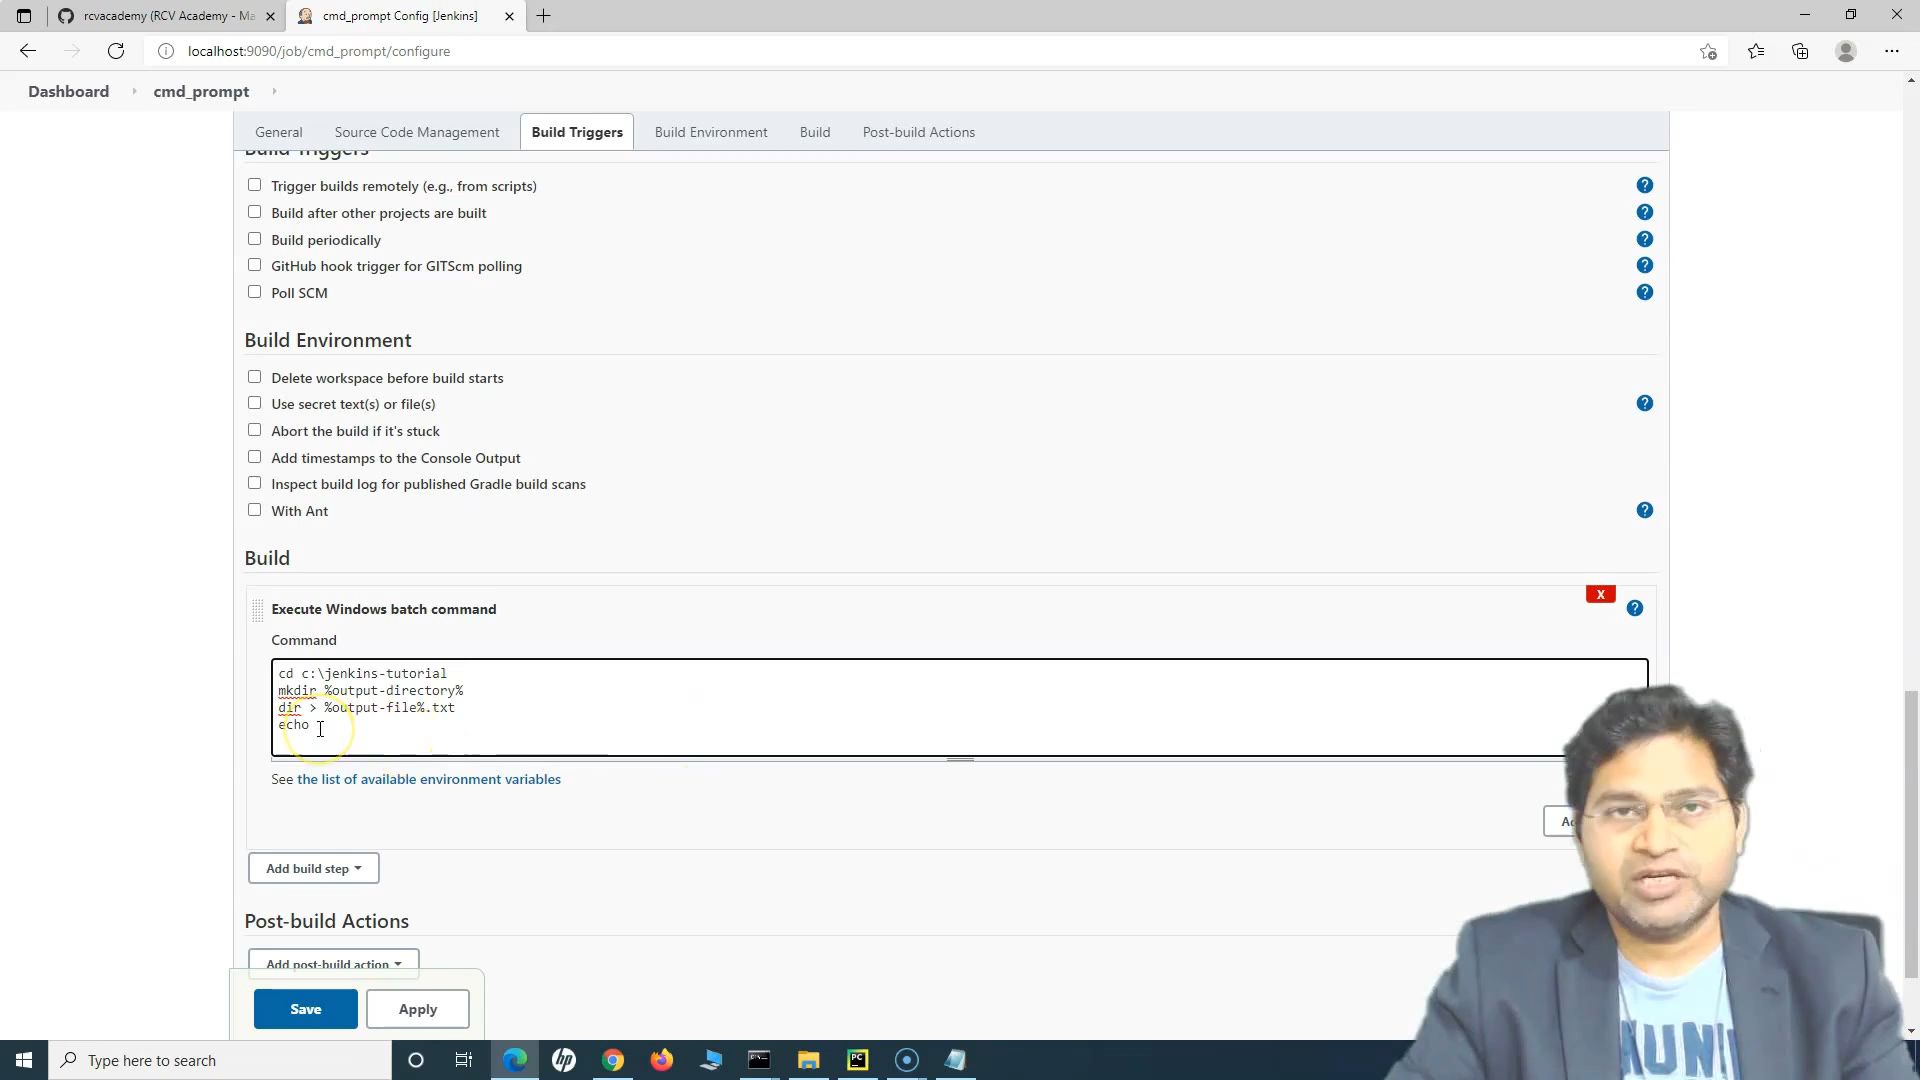 rcvacademy (RCV Academy - Ma
cmd_prompt Config [Jenkins]
localhost:9090/job/cmd_prompt/configure
Dashboard
cmd_prompt
General
Source Code Management
Build Triggers
Build Environment
Build
Post-build Actions
Build Triggers
Trigger builds remotely (e.g., from scripts)
Build after other projects are built
Build periodically
GitHub hook trigger for GITScm polling
Poll SCM
Build Environment
Delete workspace before build starts
Use secret text(s) or file(s)
Abort the build if it's stuck
Add timestamps to the Console Output
Inspect build log for published Gradle build scans
With Ant
Build
X
Execute Windows batch command
Command
cd c:\jenkins-tutorial
mkdir %output-directory%
dir > %output-file%.txt
echo
See the list of available environment variables
Add build step
Post-build Actions
Add post-build action
Save
Apply
Type here to search